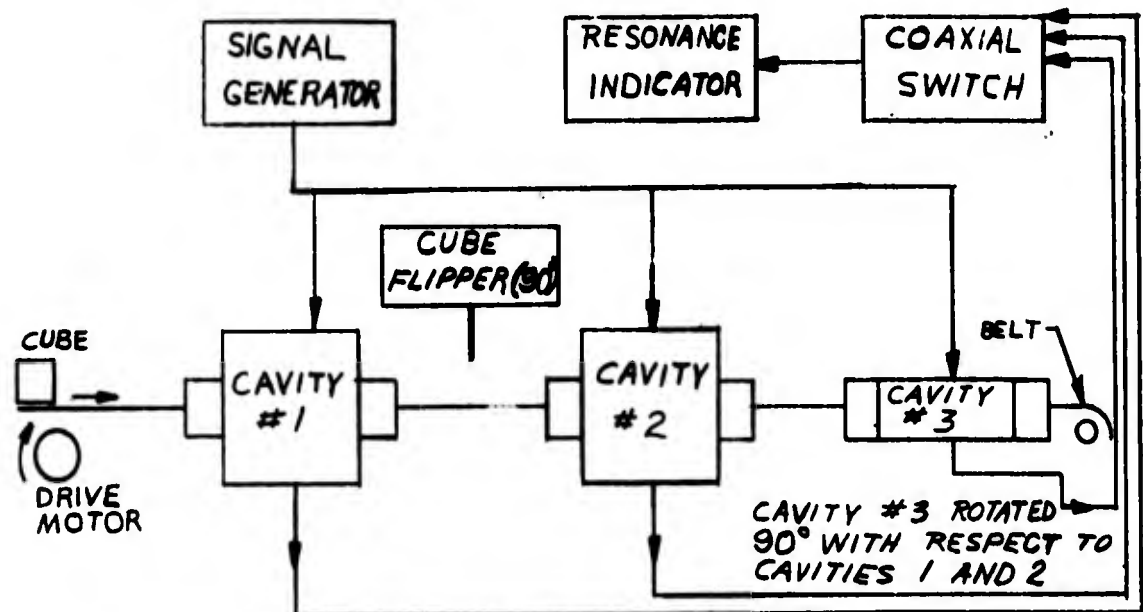 SIGNAL
GENERATOR
RESONANCE
INDICATOR
COAXIAL
SWITCH
CUBE
FLIPPER (90)
CUBE
CAVITY
#1
CAVITY
#2
CAVITY
#3
BELT
DRIVE
MOTOR
CAVITY #3 ROTATED
90° WITH RESPECT TO
CAVITIES 1 AND 2